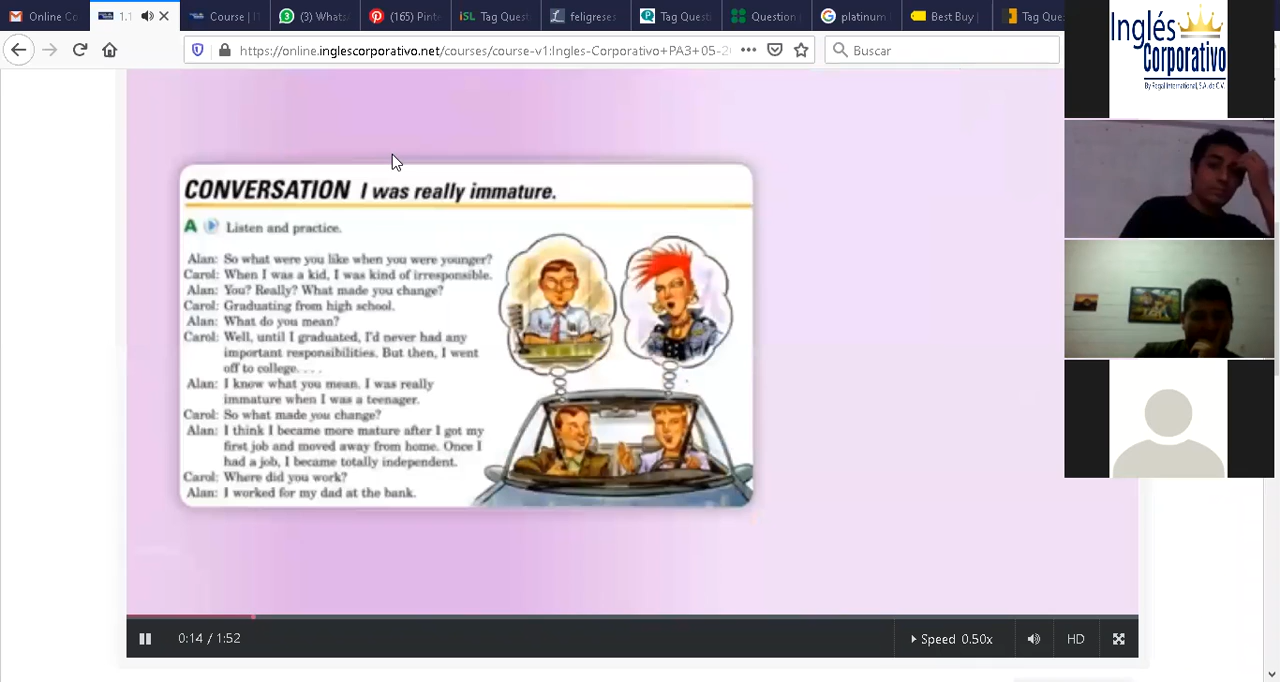 Online Co
1.1
Course | I
(3) Whats
(165) Pint
Tag Quest
feligreses
Tag Questi
Question
platinum
Best Buy |
Tag Que
https://online.inglescorporativo.net/courses/course-v1:Ingles-Corporativo+PA3+05-2
Buscar
Inglés
Corporativo
By Regal International, S.A. de C.V.
CONVERSATION I was really immature.
A Listen and practice.
Alan: So what were you like when you were younger?
Carol: When I was a kid, I was kind of irresponsible.
Alan: You? Really? What made you change?
Carol: Graduating from high school.
Alan: What do you mean?
Carol: Well, until I graduated, I'd never had any
important responsibilities. But then, I went
off to college. . . .
Alan: I know what you mean. I was really
immature when I was a teenager.
Carol: So what made you change?
Alan: I think I became more mature after I got my
first job and moved away from home. Once I
had a job, I became totally independent.
Carol: Where did you work?
Alan: I worked for my dad at the bank.
0:14 / 1:52
Speed 0.50x
HD